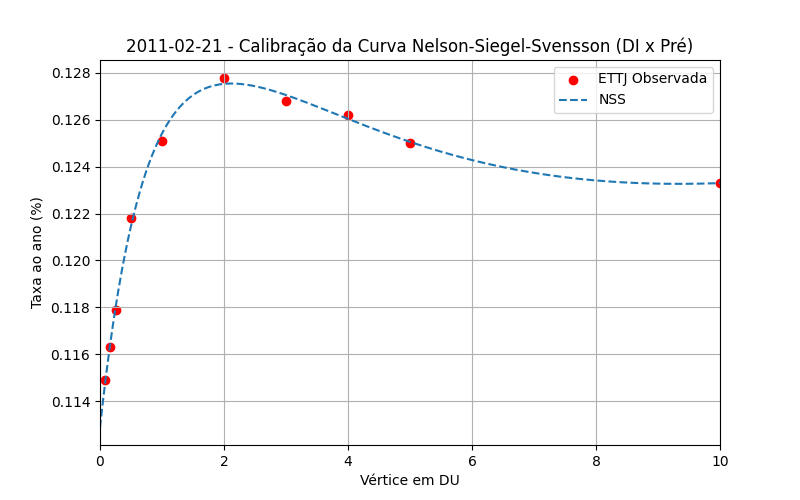 2011-02-21 - Calibração da Curva Nelson-Siegel-Svensson (DI x Pré)
ETTJ Observada
NSS
Taxa ao ano (%)
0.128
0.126
0.124
0.122
0.120
0.118
0.116
0.114
0
2
4
6
8
10
Vértice em DU